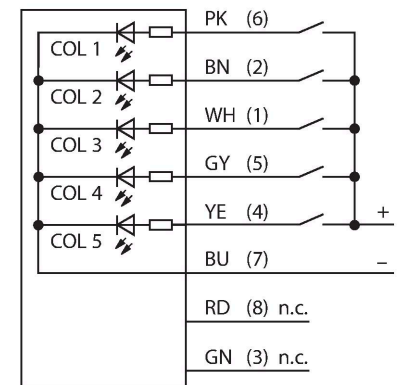 PK (6)
COL 1
BN (2)
COL 2
WH (1)
COL 3
GY (5)
COL 4
YE (4)
+
COL 5
BU (7)
–
RD (8) n.c.
GN (3) n.c.